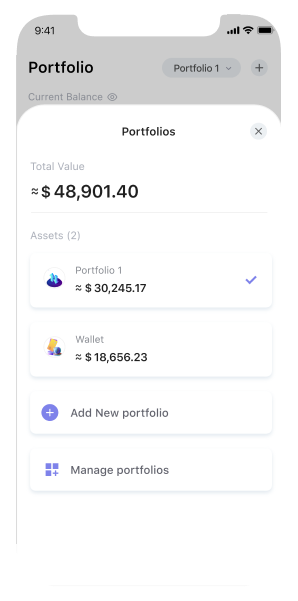 9:41
Portfolio
Portfolio 1
Current Balance
Portfolios
Total Value
≈ $ 48,901.40
Assets (2)
Portfolio 1
≈ $ 30,245.17
Wallet
≈ $ 18,656.23
Add New portfolio
Manage portfolios